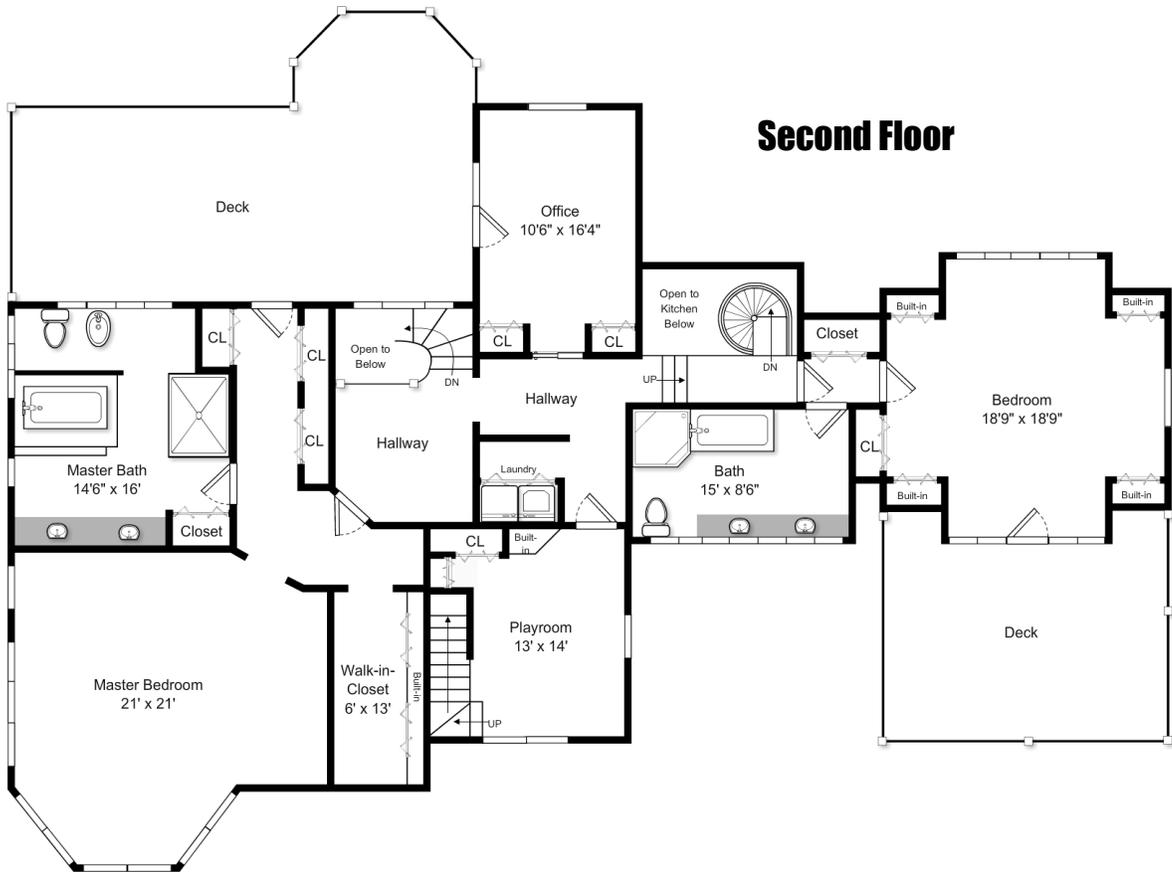 Second Floor
Deck
Office
10'6" x 16'4"
CL
CL
Open to
Kitchen
Below
DN
UP
Closet
Built-in
Built-in
Bedroom
18'9" x 18'9"
CL
Built-in
Built-in
Deck
CL
CL
CL
Open to
Below
DN
Hallway
Hallway
Laundry
Bath
15' x 8'6"
Master Bath
14'6" x 16'
Closet
CL
Built-
in
Playroom
13' x 14'
UP
Walk-in-
Closet
6' x 13'
Built-in
Master Bedroom
21' x 21'